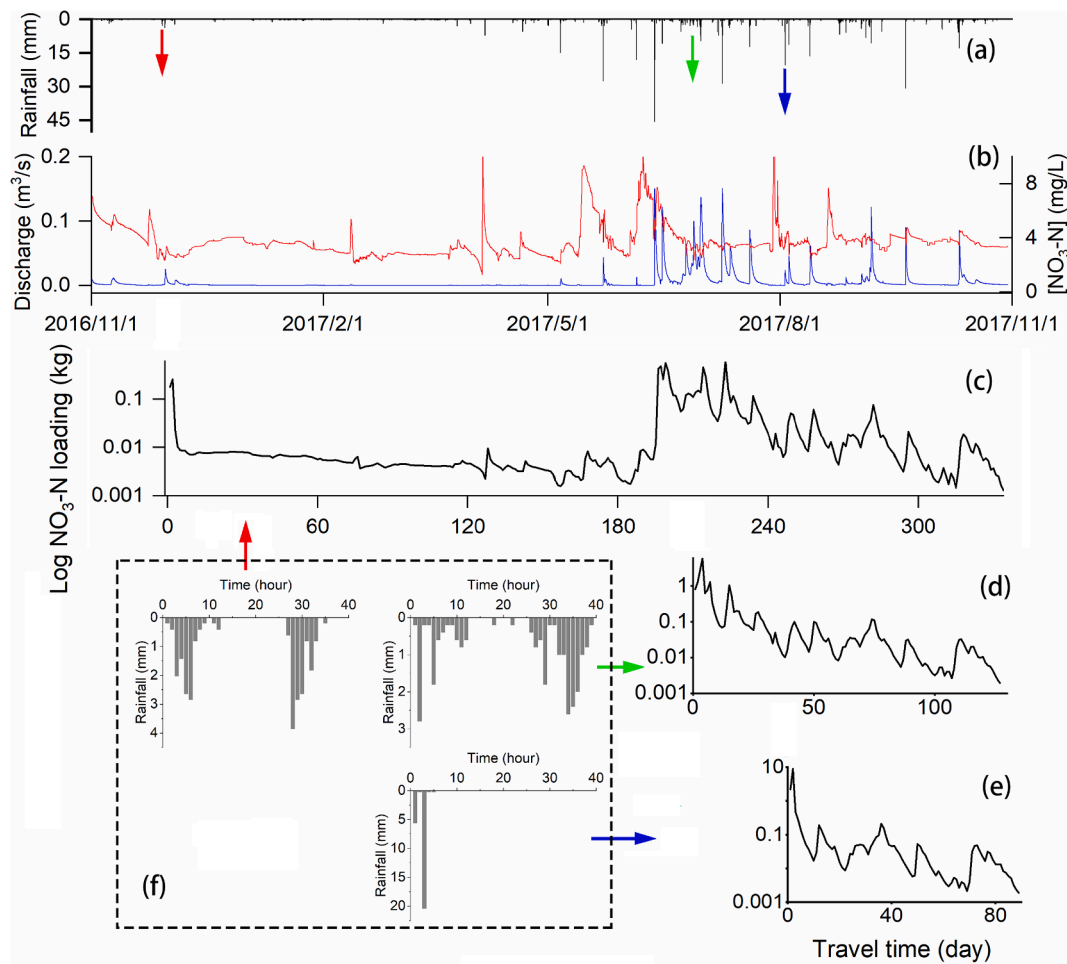 0
15
30
45
Rainfall (mm)
(a)
0.2
0.1
0.0
Discharge (m³/s)
(b)
8
4
0
[NO₃-N] (mg/L)
2016/11/1 2017/2/1 2017/5/1 2017/8/1 2017/11/1
Log NO₃-N loading (kg)
0.1
0.01
0.001
(c)
0 60 120 180 240 300
Time (hour)
0 10 20 30 40
0
1
2
3
4
Rainfall (mm)
Time (hour)
0 10 20 30 40
0
1
2
3
Rainfall (mm)
1
0.1
0.01
0.001
(d)
0 50 100
Time (hour)
0 10 20 30 40
0
5
10
15
20
Rainfall (mm)
(f)
10
0.1
0.001
(e)
0 40 80
Travel time (day)